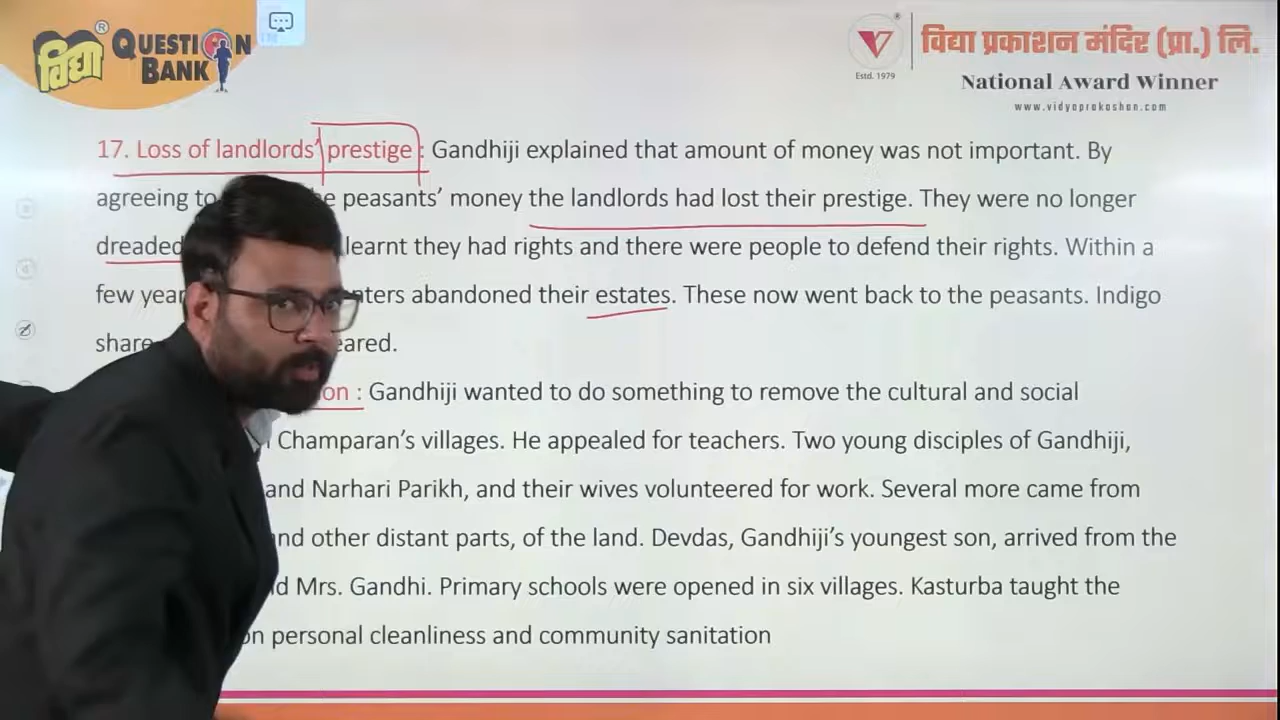 विद्या
®
QUESTION
BANK
®
Estd. 1979
विद्या प्रकाशन मंदिर (प्रा.) लि.
National Award Winner
www.vidyaprakashan.com
17. Loss of landlords' prestige : Gandhiji explained that amount of money was not important. By
agreeing to peasants' money the landlords had lost their prestige. They were no longer
dreaded learnt they had rights and there were people to defend their rights. Within a
few abandoned their estates. These now went back to the peasants. Indigo
: Gandhiji wanted to do something to remove the cultural and social
Champaran's villages. He appealed for teachers. Two young disciples of Gandhiji,
and Narhari Parikh, and their wives volunteered for work. Several more came from
and other distant parts, of the land. Devdas, Gandhiji's youngest son, arrived from the
Mrs. Gandhi. Primary schools were opened in six villages. Kasturba taught the
on personal cleanliness and community sanitation